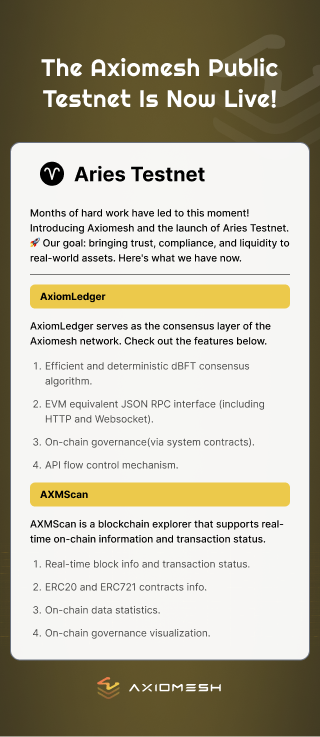 The Axiomesh Public
Testnet Is Now Live!
Aries Testnet
Months of hard work have led to this moment!
Introducing Axiomesh and the launch of Aries Testnet.
🚀 Our goal: bringing trust, compliance, and liquidity to
real-world assets. Here's what we have now.
AxiomLedger
AxiomLedger serves as the consensus layer of the
Axiomesh network. Check out the features below.
1. Efficient and deterministic dBFT consensus
algorithm.
2. EVM equivalent JSON RPC interface (including
HTTP and Websocket).
3. On-chain governance(via system contracts).
4. API flow control mechanism.
AXMScan
AXMScan is a blockchain explorer that supports real-
time on-chain information and transaction status.
1. Real-time block info and transaction status.
2. ERC20 and ERC721 contracts info.
3. On-chain data statistics.
4. On-chain governance visualization.
AXIOMESH